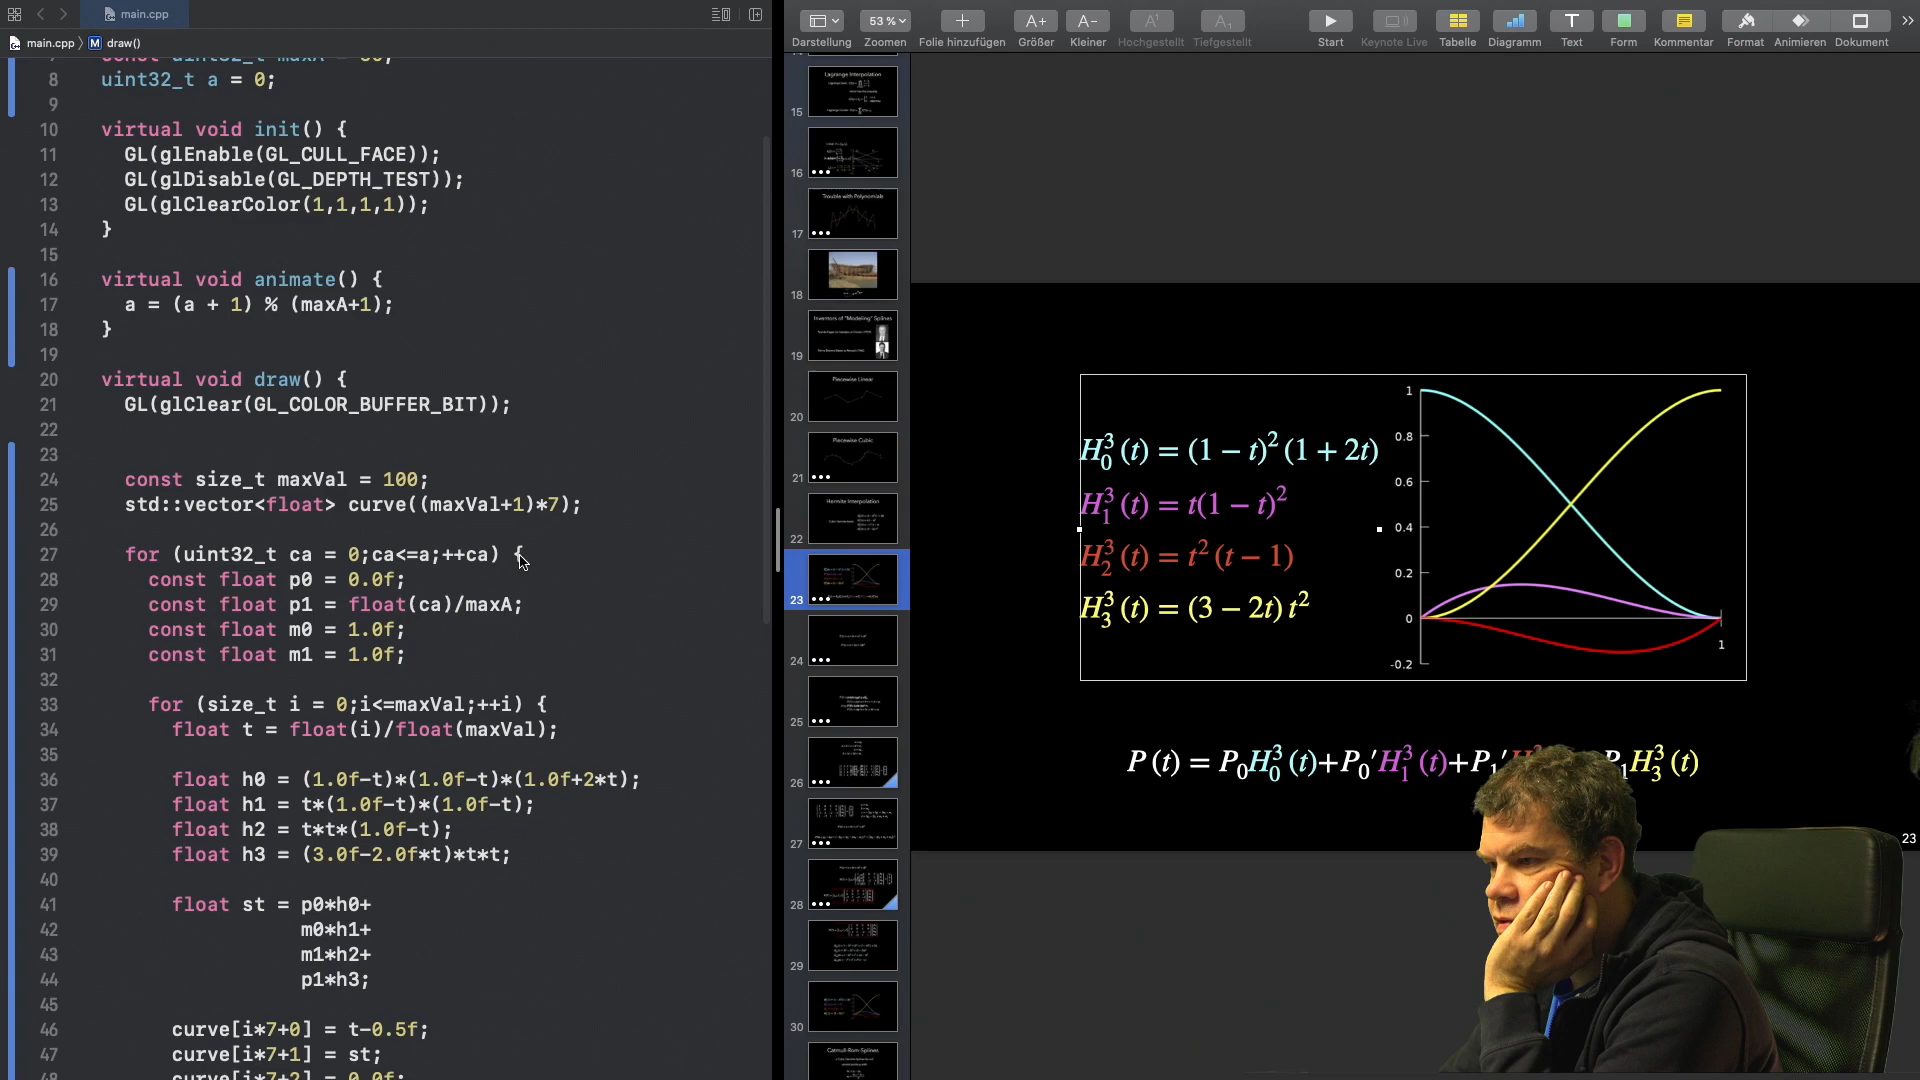 main.cpp
main.cpp
M
draw()
8 uint32_t a = 0;
9
10 virtual void init() {
11 GL(glEnable(GL_CULL_FACE));
12 GL(glDisable(GL_DEPTH_TEST));
13 GL(glClearColor(1,1,1,1));
14 }
15
16 virtual void animate() {
17 a = (a + 1) % (maxA+1);
18 }
19
20 virtual void draw() {
21 GL(glClear(GL_COLOR_BUFFER_BIT));
22
23
24 const size_t maxVal = 100;
25 std::vector<float> curve((maxVal+1)*7);
26
27 for (uint32_t ca = 0;ca<=a;++ca) {
28 const float p0 = 0.0f;
29 const float p1 = float(ca)/maxA;
30 const float m0 = 1.0f;
31 const float m1 = 1.0f;
32
33 for (size_t i = 0;i<=maxVal;++i) {
34 float t = float(i)/float(maxVal);
35
36 float h0 = (1.0f-t)*(1.0f-t)*(1.0f+2*t);
37 float h1 = t*(1.0f-t)*(1.0f-t);
38 float h2 = t*t*(1.0f-t);
39 float h3 = (3.0f-2.0f*t)*t*t;
40
41 float st = p0*h0+
42 m0*h1+
43 m1*h2+
44 p1*h3;
45
46 curve[i*7+0] = t-0.5f;
47 curve[i*7+1] = st;
48 curve[i*7+2] = 0.0f;
53 %
Darstellung Zoomen Folie hinzufügen Größer Kleiner Hochgestellt Tiefgestellt Start Keynote Live Tabelle Diagramm Text Form Kommentar Format Animieren Dokument
Lagrange Interpolation
15
16
Trouble with Polynomials
17
18
Inventors of "Modeling" Splines
19
Piecewise Linear
20
Piecewise Cubic
21
Hermite Interpolation
22
23
24
25
26
27
28
29
30
Catmull-Rom-Splines
H₀³(t) = (1 − t)²(1 + 2t)
H₁³(t) = t(1 − t)²
H₂³(t) = t²(t − 1)
H₃³(t) = (3 − 2t) t²
1
0.8
0.6
0.4
0.2
0
-0.2
1
P(t) = P₀H₀³(t)+P₀'H₁³(t)+P₁' P₁H₃³(t)
23